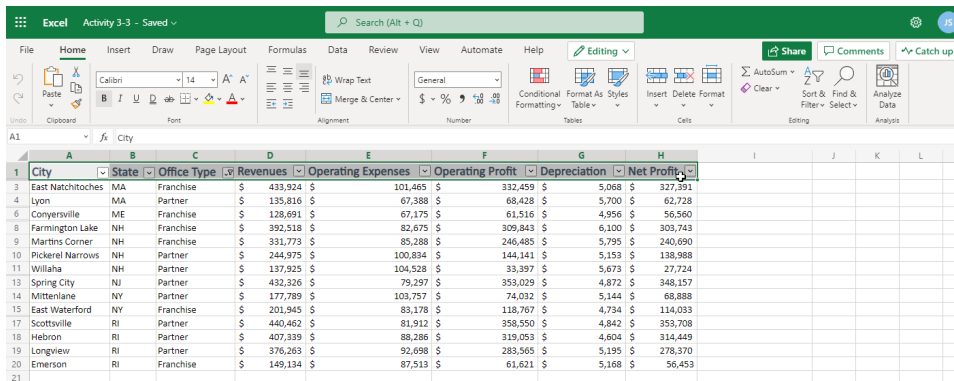 Excel Activity 3-3 - Saved Search (Alt + Q) JS
File Home Insert Draw Page Layout Formulas Data Review View Automate Help Editing Share Comments Catch up
Paste Calibri 14 A^ A˅ Wrap Text General Σ AutoSum
B I U D ab A Merge & Center $ % 9 .00 Conditional Formatting Format As Table Styles Insert Delete Format Clear Sort & Filter Find & Select Analyze Data
Undo Clipboard Font Alignment Number Tables Cells Editing Analysis
A1 fx City
A B C D E F G H I J K L
1 City State Office Type Revenues Operating Expenses Operating Profit Depreciation Net Profit
3 East Natchitoches MA Franchise $ 433,924 $ 101,465 $ 332,459 $ 5,068 $ 327,391
4 Lyon MA Partner $ 135,816 $ 67,388 $ 68,428 $ 5,700 $ 62,728
6 Conyersville ME Franchise $ 128,691 $ 67,175 $ 61,516 $ 4,956 $ 56,560
8 Farmington Lake NH Franchise $ 392,518 $ 82,675 $ 309,843 $ 6,100 $ 303,743
9 Martins Corner NH Franchise $ 331,773 $ 85,288 $ 246,485 $ 5,795 $ 240,690
10 Pickerel Narrows NH Partner $ 244,975 $ 100,834 $ 144,141 $ 5,153 $ 138,988
11 Willaha NH Partner $ 137,925 $ 104,528 $ 33,397 $ 5,673 $ 27,724
13 Spring City NJ Partner $ 432,326 $ 79,297 $ 353,029 $ 4,872 $ 348,157
14 Mittenlane NY Partner $ 177,789 $ 103,757 $ 74,032 $ 5,144 $ 68,888
15 East Waterford NY Franchise $ 201,945 $ 83,178 $ 118,767 $ 4,734 $ 114,033
17 Scottsville RI Partner $ 440,462 $ 81,912 $ 358,550 $ 4,842 $ 353,708
18 Hebron RI Partner $ 407,339 $ 88,286 $ 319,053 $ 4,604 $ 314,449
19 Longview RI Partner $ 376,263 $ 92,698 $ 283,565 $ 5,195 $ 278,370
20 Emerson RI Franchise $ 149,134 $ 87,513 $ 61,621 $ 5,168 $ 56,453
21